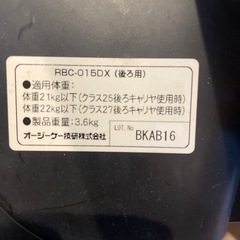 RBC-015DX (後ろ用)
●適用体重：
体重21kg以下(クラス25後ろキャリヤ使用時)
体重22kg以下(クラス27後ろキャリヤ使用時)
●製品重量：3.6kg
オージーケー技研株式会社
LOT.No
BKAB16